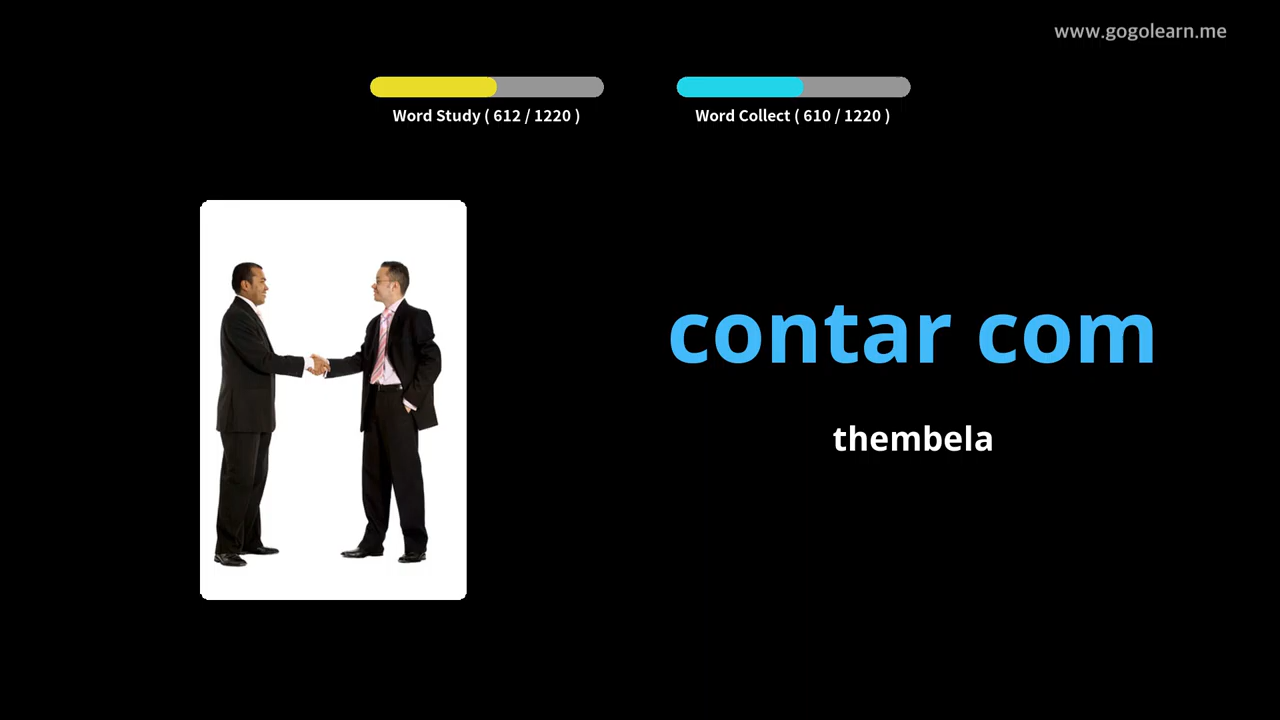 www.gogolearn.me
Word Study ( 612 / 1220 )
Word Collect ( 610 / 1220 )
contar com
thembela